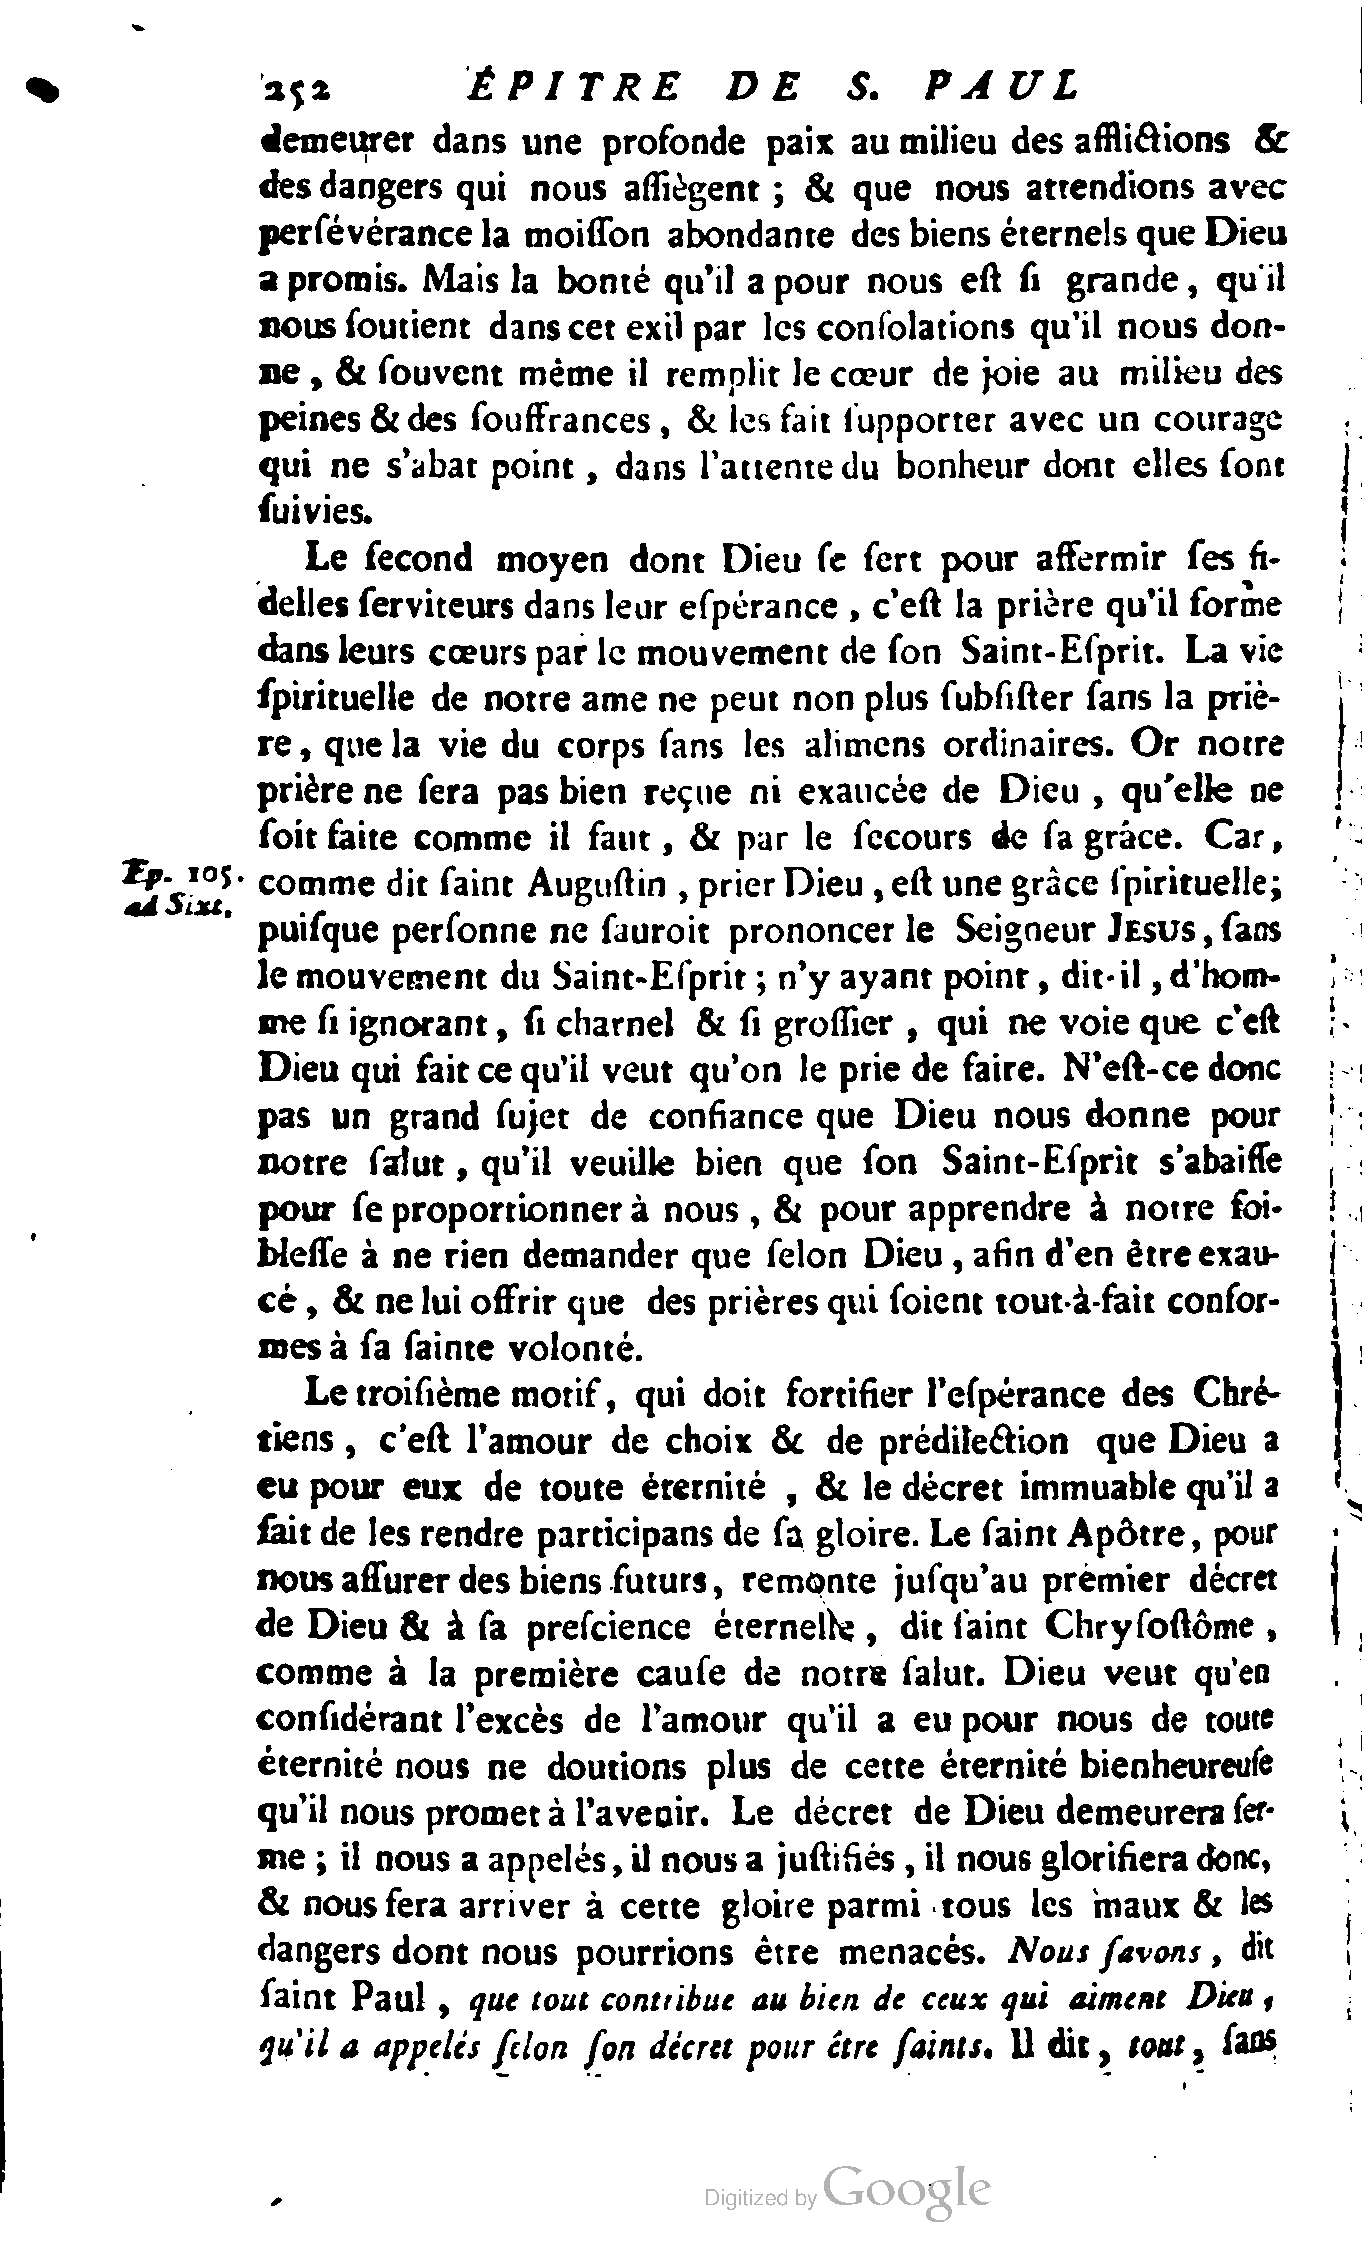 252 ÉPITRE DE S. PAUL
demeurer dans une profonde paix au milieu des afflictions &
des dangers qui nous aſſiègent ; & que nous attendions avec
perſévérance la moiſſon abondante des biens éternels que Dieu
a promis. Mais la bonté qu'il a pour nous eſt ſi grande, qu'il
nous ſoutient dans cet exil par les conſolations qu'il nous don-
ne, & ſouvent même il remplit le cœur de joie au milieu des
peines & des ſouffrances, & les fait ſupporter avec un courage
qui ne s'abat point, dans l'attente du bonheur dont elles ſont
ſuivies.
Le ſecond moyen dont Dieu ſe ſert pour affermir ſes fi-
delles ſerviteurs dans leur eſpérance, c'eſt la prière qu'il forme
dans leurs cœurs par le mouvement de ſon Saint-Eſprit. La vie
ſpirituelle de notre ame ne peut non plus ſubſiſter ſans la priè-
re, que la vie du corps ſans les alimens ordinaires. Or notre
prière ne ſera pas bien reçue ni exaucée de Dieu, qu'elle ne
ſoit faite comme il faut, & par le ſecours de ſa grâce. Car,
Ep. 105. comme dit ſaint Auguſtin, prier Dieu, eſt une grâce ſpirituelle;
ad Sixt. puiſque perſonne ne ſauroit prononcer le Seigneur JESUS, ſans
le mouvement du Saint-Eſprit ; n'y ayant point, dit-il, d'hom-
me ſi ignorant, ſi charnel & ſi groſſier, qui ne voie que c'eſt
Dieu qui fait ce qu'il veut qu'on le prie de faire. N'eſt-ce donc
pas un grand ſujet de confiance que Dieu nous donne pour
notre ſalut, qu'il veuille bien que ſon Saint-Eſprit s'abaiſſe
pour ſe proportionner à nous, & pour apprendre à notre foi-
bleſſe à ne rien demander que ſelon Dieu, afin d'en être exau-
cé, & ne lui offrir que des prières qui ſoient tout-à-fait confor-
mes à ſa ſainte volonté.
Le troiſième motif, qui doit fortifier l'eſpérance des Chré-
tiens, c'eſt l'amour de choix & de prédilection que Dieu a
eu pour eux de toute éternité, & le décret immuable qu'il a
fait de les rendre participans de ſa gloire. Le ſaint Apôtre, pour
nous aſſurer des biens futurs, remonte juſqu'au prémier décret
de Dieu & à ſa preſcience éternelle, dit ſaint Chryſoſtôme,
comme à la première cauſe de notre ſalut. Dieu veut qu'en
conſidérant l'excès de l'amour qu'il a eu pour nous de toute
éternité nous ne doutions plus de cette éternité bienheureuſe
qu'il nous promet à l'avenir. Le décret de Dieu demeurera fer-
me ; il nous a appelés, il nous a juſtifiés, il nous glorifiera donc,
& nous fera arriver à cette gloire parmi tous les maux & les
dangers dont nous pourrions être menacés. Nous ſavons, dit
ſaint Paul, que tout contribue au bien de ceux qui aiment Dieu,
qu'il a appelés ſelon ſon décret pour être ſaints. Il dit, tout, ſans
Digitized by Google